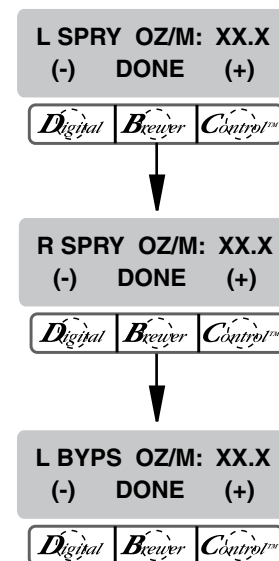 L SPRY OZ/M: XX.X
(-) DONE (+)
Digital Brewer Control™
R SPRY OZ/M: XX.X
(-) DONE (+)
Digital Brewer Control™
L BYPS OZ/M: XX.X
(-) DONE (+)
Digital Brewer Control™